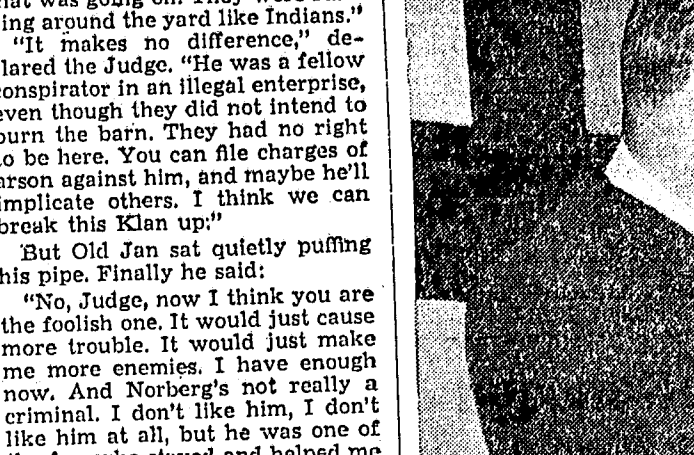 ing around the yard like Indians."
"It makes no difference," de-
lared the Judge. "He was a fellow
onspirator in an illegal enterprise,
even though they did not intend to
burn the barn. They had no right
to be here. You can file charges of
arson against him, and maybe he'll
implicate others. I think we can
break this Klan up:"
But Old Jan sat quietly puffing
his pipe. Finally he said:
"No, Judge, now I think you are
the foolish one. It would just cause
more trouble. It would just make
me more enemies. I have enough
now. And Norberg's not really a
criminal. I don't like him, I don't
like him at all, but he was one of